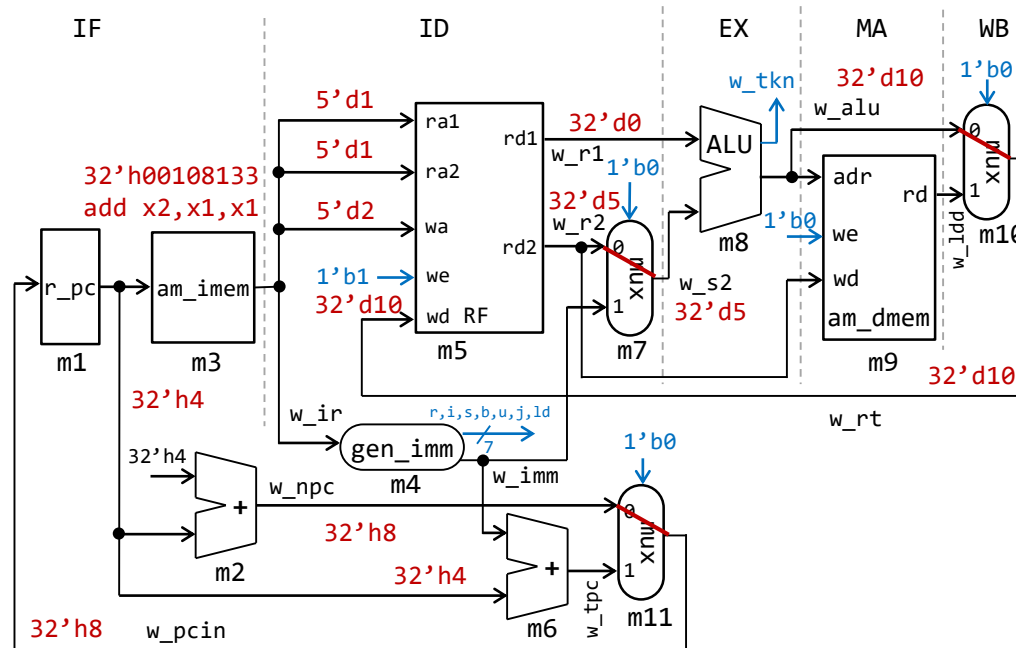 IF
ID
EX
MA
WB
w_tkn
32’d10
1’b0
w_alu
5’d1
ra1
rd1
32’d0
w_r1
ALU
0
mux
1
m10
5’d1
ra2
1’b0
adr
rd
w_ldd
32’h00108133
add x2,x1,x1
5’d2
wa
32’d5
w_r2
rd2
0
mux
1
m7
m8
1’b0
we
r_pc
am_imem
1’b1
we
w_s2
32’d5
wd
32’d10
wd RF
am_dmem
m1
m3
m5
m9
32’d10
32’h4
w_ir
r,i,s,b,u,j,ld
7
w_rt
gen_imm
m4
w_imm
1’b0
32’h4
w_npc
+
m2
32’h8
0
mux
1
m11
32’h4
+
m6
w_tpc
32’h8
w_pcin